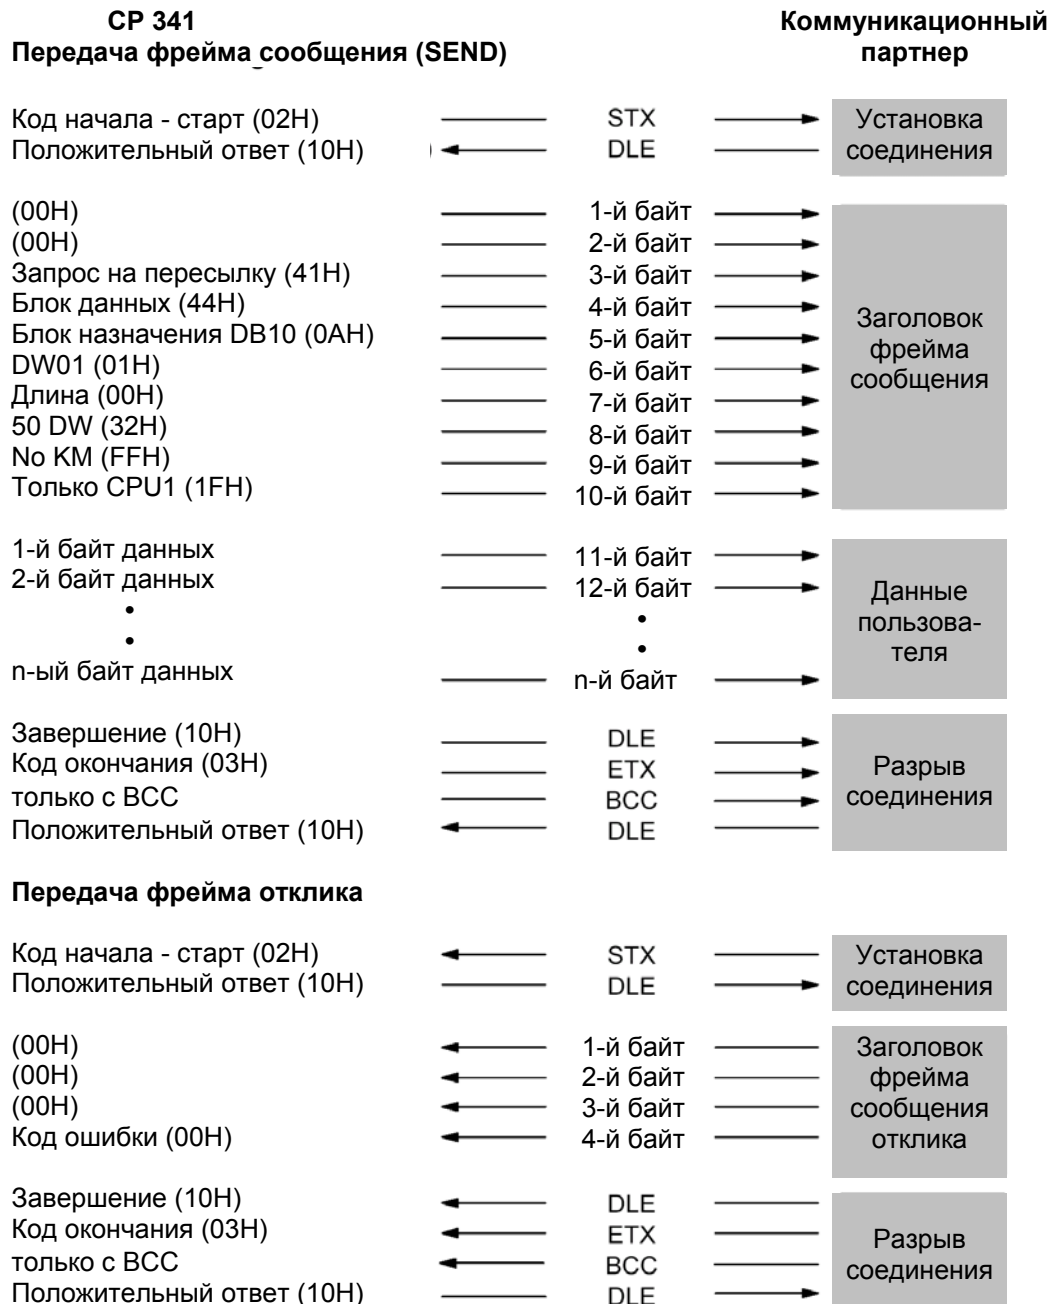 CP 341 Коммуникационный
Передача фрейма сообщения (SEND) партнер
Код начала - старт (02H) STX Установка
Положительный ответ (10H) DLE соединения
(00H) 1-й байт
(00H) 2-й байт
Запрос на пересылку (41H) 3-й байт
Блок данных (44H) 4-й байт
Блок назначения DB10 (0AH) 5-й байт Заголовок
DW01 (01H) 6-й байт фрейма
Длина (00H) 7-й байт сообщения
50 DW (32H) 8-й байт
No KM (FFH) 9-й байт
Только CPU1 (1FH) 10-й байт
1-й байт данных 11-й байт
2-й байт данных 12-й байт Данные
• • пользова-
• • теля
n-ый байт данных n-й байт
Завершение (10H) DLE
Код окончания (03H) ETX Разрыв
только с BCC BCC соединения
Положительный ответ (10H) DLE
Передача фрейма отклика
Код начала - старт (02H) STX Установка
Положительный ответ (10H) DLE соединения
(00H) 1-й байт Заголовок
(00H) 2-й байт фрейма
(00H) 3-й байт сообщения
Код ошибки (00H) 4-й байт отклика
Завершение (10H) DLE
Код окончания (03H) ETX Разрыв
только с BCC BCC соединения
Положительный ответ (10H) DLE